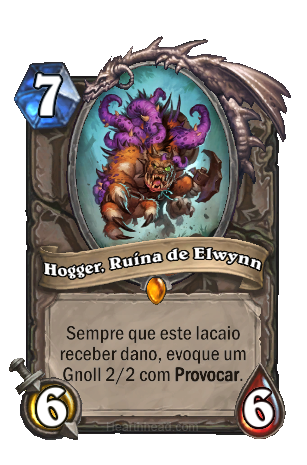 7
Hogger, Ruína de Elwynn
Sempre que este lacaio
receber dano, evoque um
Gnoll 2/2 com Provocar.
6
6